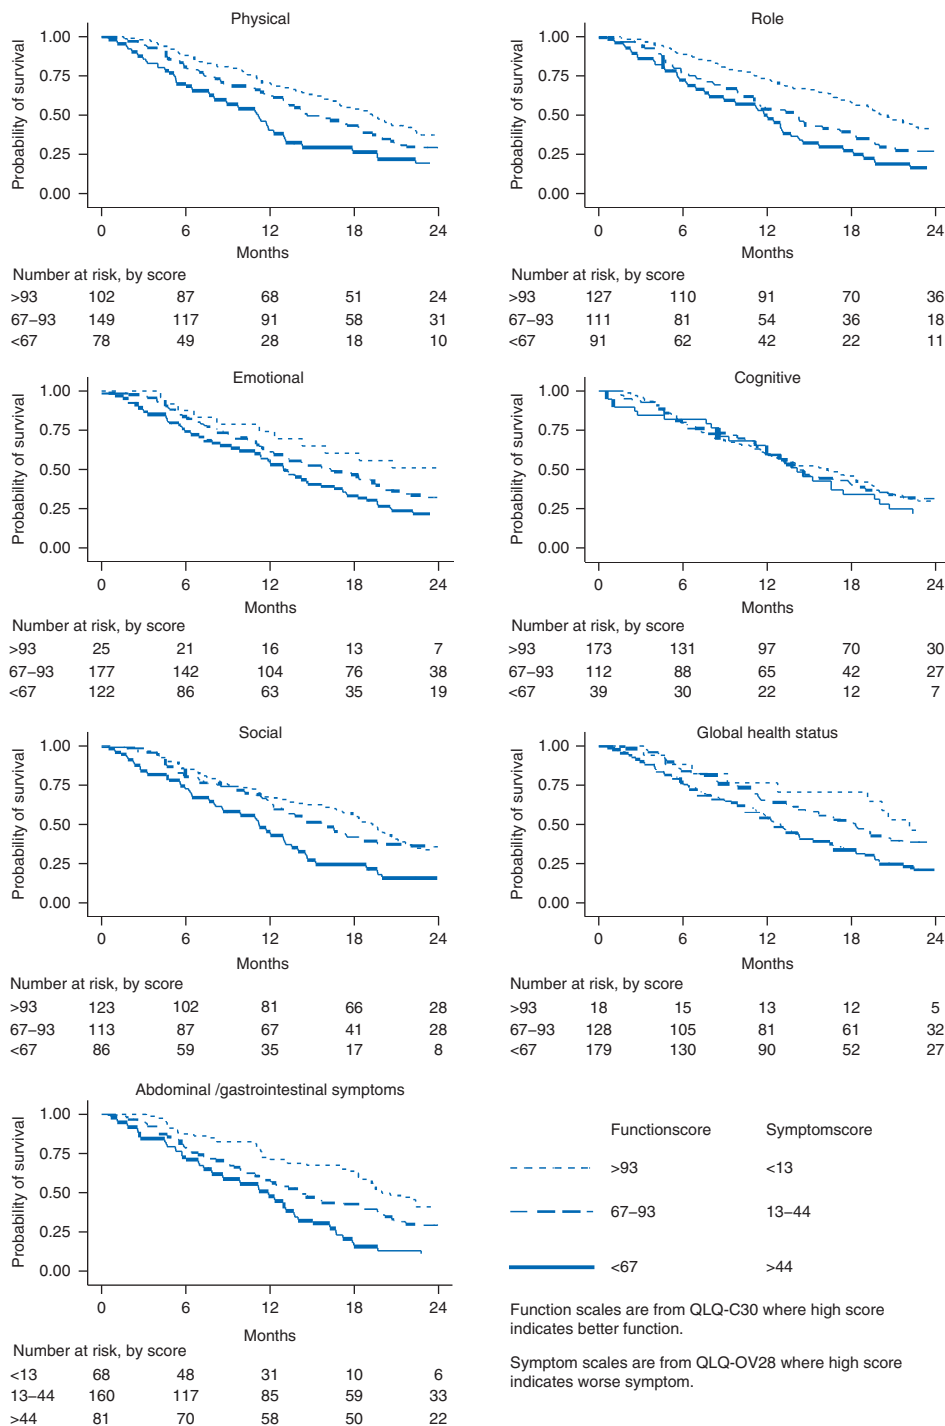 Physical
Probability of survival
1.00
0.75
0.50
0.25
0.00
0 6 12 18 24
Months
Number at risk, by score
>93 102 87 68 51 24
67–93 149 117 91 58 31
<67 78 49 28 18 10
Role
Probability of survival
1.00
0.75
0.50
0.25
0.00
0 6 12 18 24
Months
Number at risk, by score
>93 127 110 91 70 36
67–93 111 81 54 36 18
<67 91 62 42 22 11
Emotional
Probability of survival
1.00
0.75
0.50
0.25
0.00
0 6 12 18 24
Months
Number at risk, by score
>93 25 21 16 13 7
67–93 177 142 104 76 38
<67 122 86 63 35 19
Cognitive
Probability of survival
1.00
0.75
0.50
0.25
0.00
0 6 12 18 24
Months
Number at risk, by score
>93 173 131 97 70 30
67–93 112 88 65 42 27
<67 39 30 22 12 7
Social
Probability of survival
1.00
0.75
0.50
0.25
0.00
0 6 12 18 24
Months
Number at risk, by score
>93 123 102 81 66 28
67–93 113 87 67 41 28
<67 86 59 35 17 8
Global health status
Probability of survival
1.00
0.75
0.50
0.25
0.00
0 6 12 18 24
Months
Number at risk, by score
>93 18 15 13 12 5
67–93 128 105 81 61 32
<67 179 130 90 52 27
Abdominal /gastrointestinal symptoms
Probability of survival
1.00
0.75
0.50
0.25
0.00
0 6 12 18 24
Months
Number at risk, by score
<13 68 48 31 10 6
13–44 160 117 85 59 33
>44 81 70 58 50 22
Functionscore Symptomscore
>93 <13
67–93 13–44
<67 >44
Function scales are from QLQ-C30 where high score
indicates better function.
Symptom scales are from QLQ-OV28 where high score
indicates worse symptom.